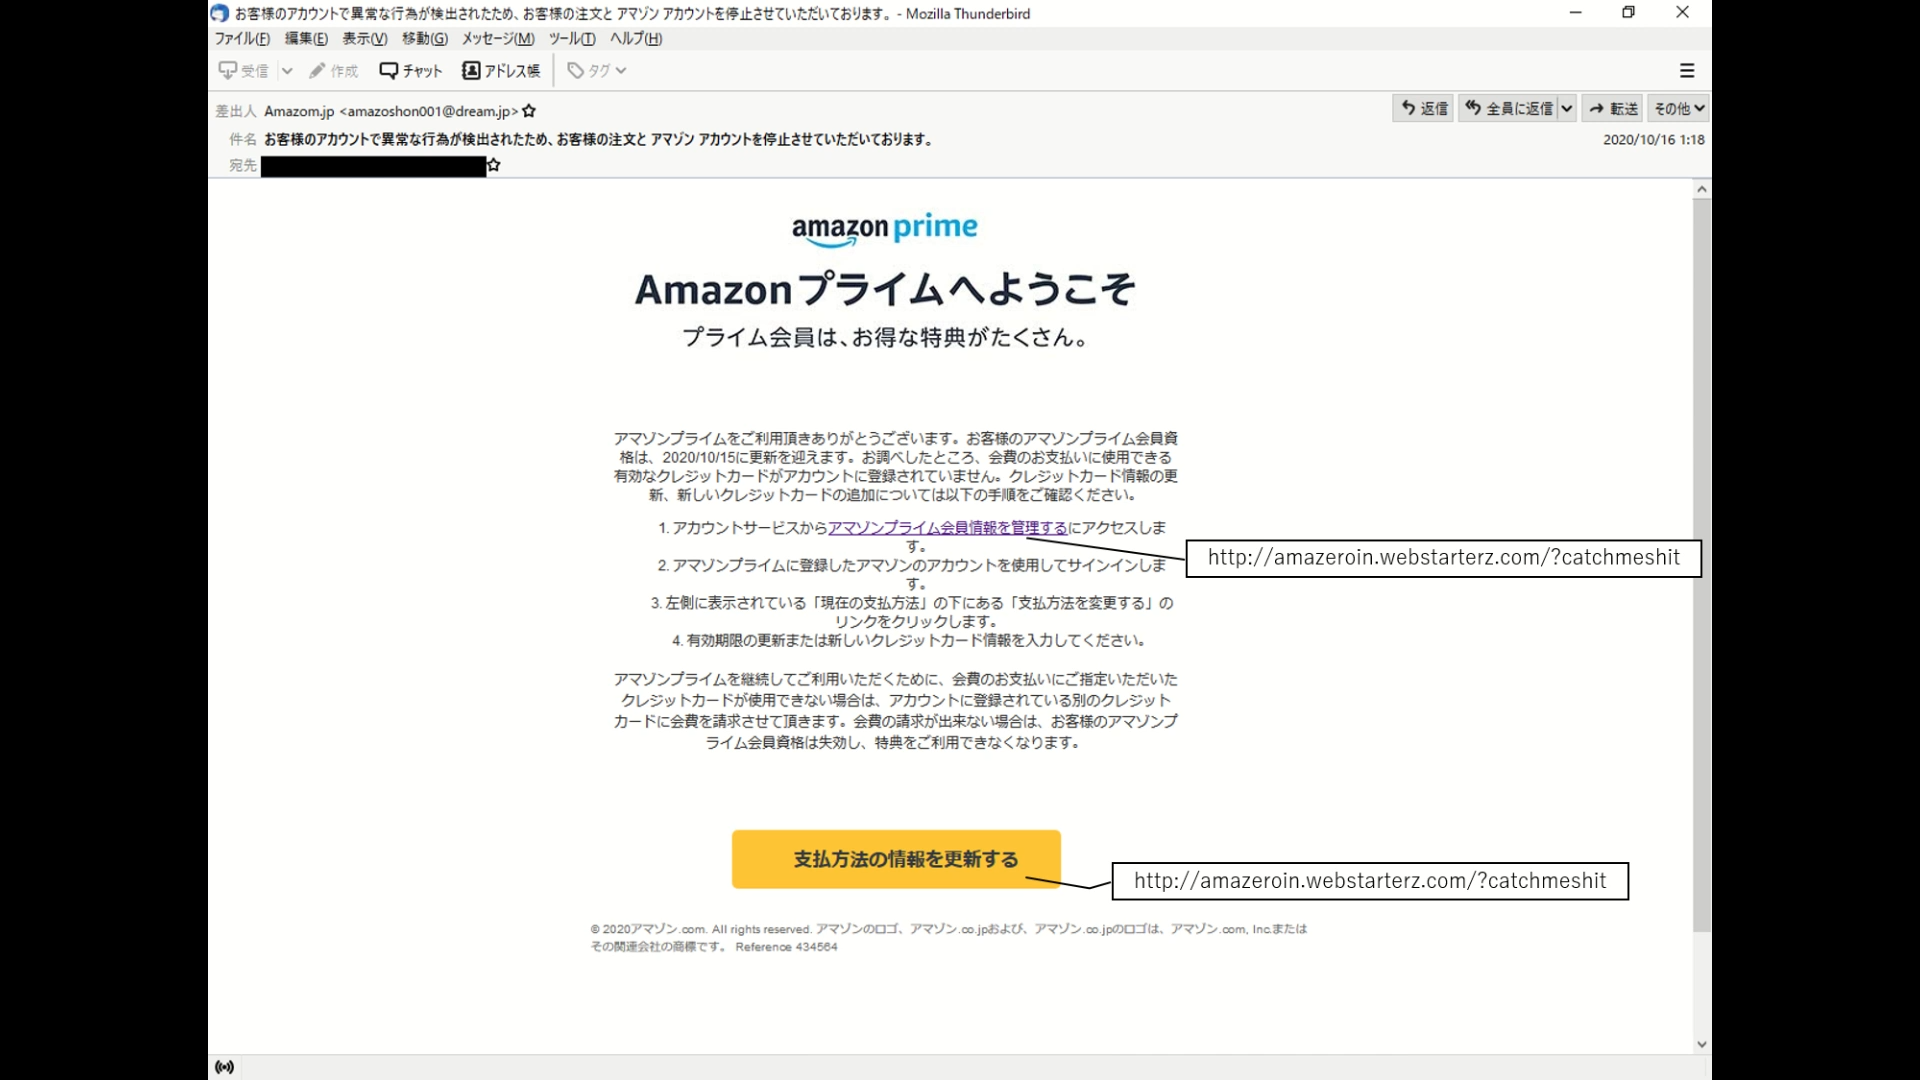 お客様のアカウントで異常な行為が検出されたため、お客様の注文と アマゾン アカウントを停止させていただいております。 - Mozilla Thunderbird
ファイル(F) 編集(E) 表示(V) 移動(G) メッセージ(M) ツール(T) ヘルプ(H)
受信 作成 チャット アドレス帳 タグ
差出人 Amazom.jp <amazoshon001@dream.jp> 返信 全員に返信 転送 その他
件名 お客様のアカウントで異常な行為が検出されたため、お客様の注文と アマゾン アカウントを停止させていただいております。 2020/10/16 1:18
宛先
amazon prime
Amazonプライムへようこそ
プライム会員は、お得な特典がたくさん。
アマゾンプライムをご利用頂きありがとうございます。お客様のアマゾンプライム会員資
格は、2020/10/15に更新を迎えます。お調べしたところ、会費のお支払いに使用できる
有効なクレジットカードがアカウントに登録されていません。クレジットカード情報の更
新、新しいクレジットカードの追加については以下の手順をご確認ください。
1. アカウントサービスからアマゾンプライム会員情報を管理するにアクセスしま
す。
http://amazeroin.webstarterz.com/?catchmeshit
2. アマゾンプライムに登録したアマゾンのアカウントを使用してサインインしま
す。
3. 左側に表示されている「現在の支払方法」の下にある「支払方法を変更する」の
リンクをクリックします。
4. 有効期限の更新または新しいクレジットカード情報を入力してください。
アマゾンプライムを継続してご利用いただくために、会費のお支払いにご指定いただいた
クレジットカードが使用できない場合は、アカウントに登録されている別のクレジット
カードに会費を請求させて頂きます。会費の請求が出来ない場合は、お客様のアマゾンプ
ライム会員資格は失効し、特典をご利用できなくなります。
支払方法の情報を更新する
http://amazeroin.webstarterz.com/?catchmeshit
© 2020アマゾン.com. All rights reserved. アマゾンのロゴ、アマゾン.co.jpおよび、アマゾン.co.jpのロゴは、アマゾン.com, Inc.または
その関連会社の商標です。 Reference 434564